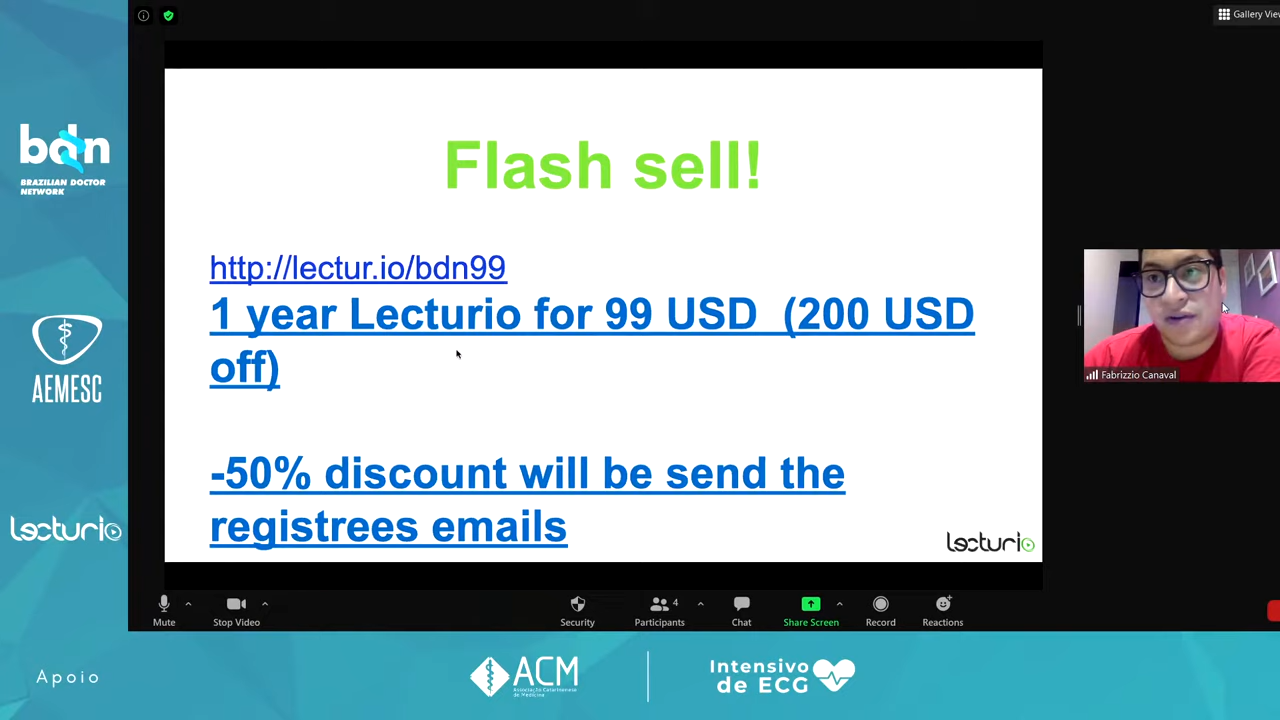 Gallery View
bdn
BRAZILIAN DOCTOR
NETWORK
AEMESC
lecturio
Apoio
Flash sell!
http://lectur.io/bdn99
1 year Lecturio for 99 USD (200 USD
off)
-50% discount will be send the
registrees emails
lecturio
Fabrizzio Canaval
4
Mute
Stop Video
Security
Participants
Chat
Share Screen
Record
Reactions
ACM
Associação Catarinense
de Medicina
Intensivo
de ECG